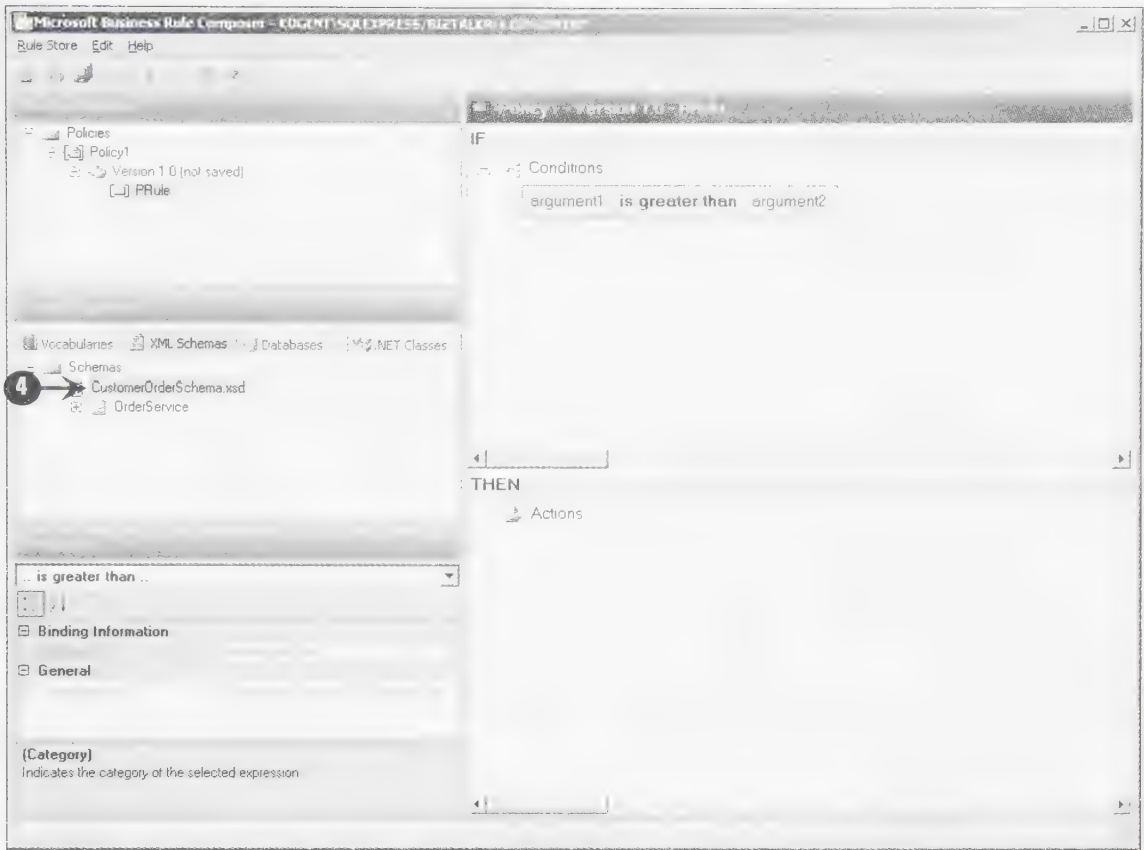 Microsoft Business Rule Composer -
Rule Store Edit Help
Policies
Policy1
Version 1.0 (not saved)
PRule
Vocabularies XML Schemas Databases .NET Classes
Schemas
4
CustomerOrderSchema.xsd
OrderService
.. is greater than ..
Binding Information
General
(Category)
Indicates the category of the selected expression
IF
Conditions
argument1 is greater than argument2
THEN
Actions